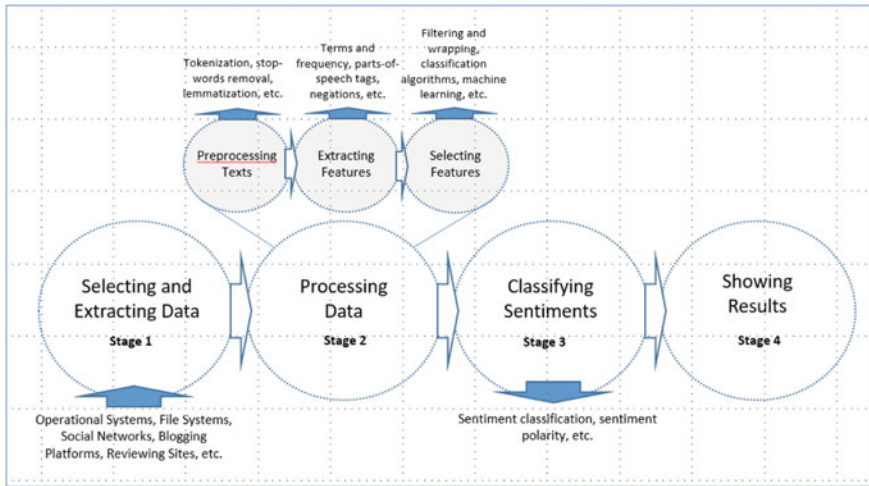 Tokenization, stop-
words removal,
lemmatization, etc.
Terms and
frequency, parts-of-
speech tags,
negations, etc.
Filtering and
wrapping,
classification
algorithms, machine
learning, etc.
Preprocessing
Texts
Extracting
Features
Selecting
Features
Selecting and
Extracting Data
Stage 1
Processing
Data
Stage 2
Classifying
Sentiments
Stage 3
Showing
Results
Stage 4
Operational Systems, File Systems,
Social Networks, Blogging
Platforms, Reviewing Sites, etc.
Sentiment classification, sentiment
polarity, etc.